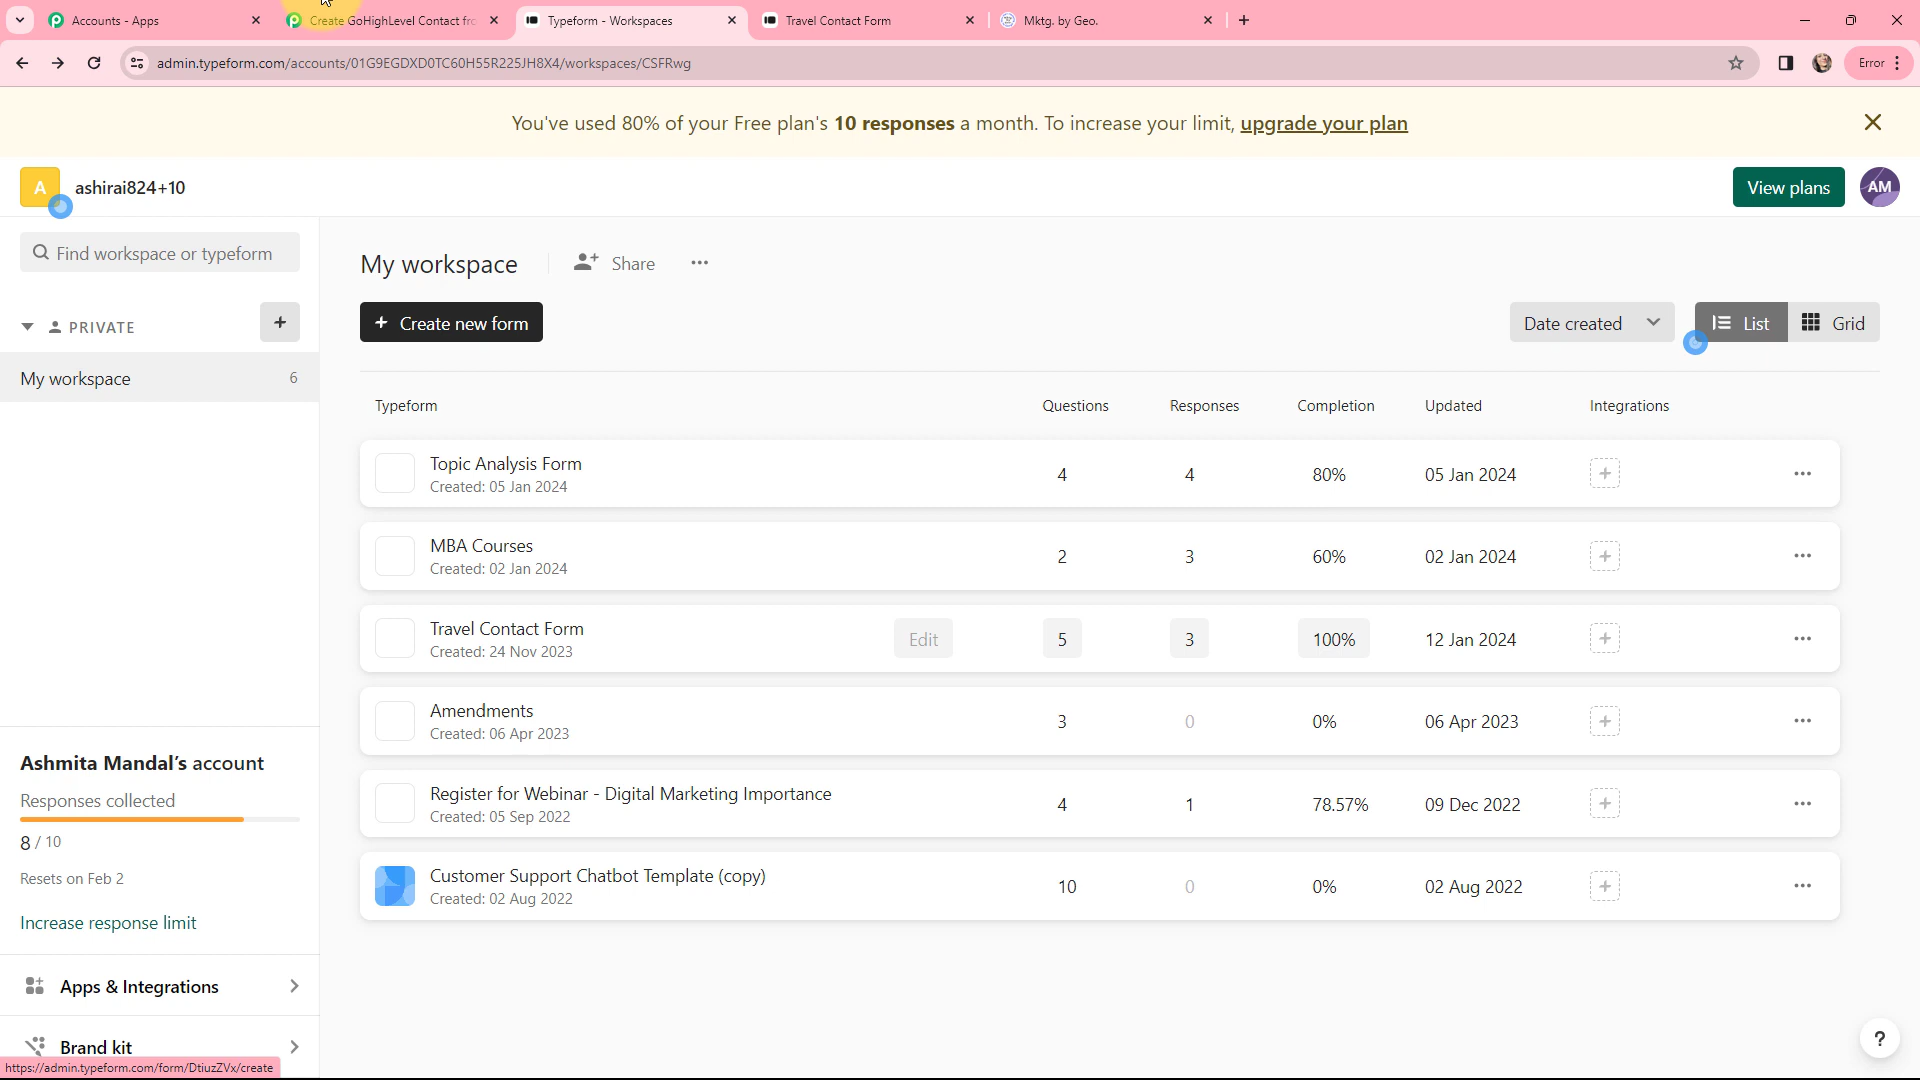 Accounts - Apps
Create GoHighLevel Contact fro
Typeform - Workspaces
Travel Contact Form
Mktg. by Geo.
admin.typeform.com/accounts/01G9EGDXD0TC60H55R225JH8X4/workspaces/CSFRwg
Error
You've used 80% of your Free plan's 10 responses a month. To increase your limit, upgrade your plan
A
ashirai824+10
View plans
AM
Find workspace or typeform
PRIVATE
My workspace 6
My workspace
Share
Create new form
Date created
List
Grid
Typeform Questions Responses Completion Updated Integrations
Topic Analysis Form
Created: 05 Jan 2024
4 4 80% 05 Jan 2024
MBA Courses
Created: 02 Jan 2024
2 3 60% 02 Jan 2024
Travel Contact Form
Created: 24 Nov 2023
Edit 5 3 100% 12 Jan 2024
Amendments
Created: 06 Apr 2023
3 0 0% 06 Apr 2023
Register for Webinar - Digital Marketing Importance
Created: 05 Sep 2022
4 1 78.57% 09 Dec 2022
Customer Support Chatbot Template (copy)
Created: 02 Aug 2022
10 0 0% 02 Aug 2022
Ashmita Mandal's account
Responses collected
8 / 10
Resets on Feb 2
Increase response limit
Apps & Integrations
Brand kit
https://admin.typeform.com/form/DtiuzZVx/create
?